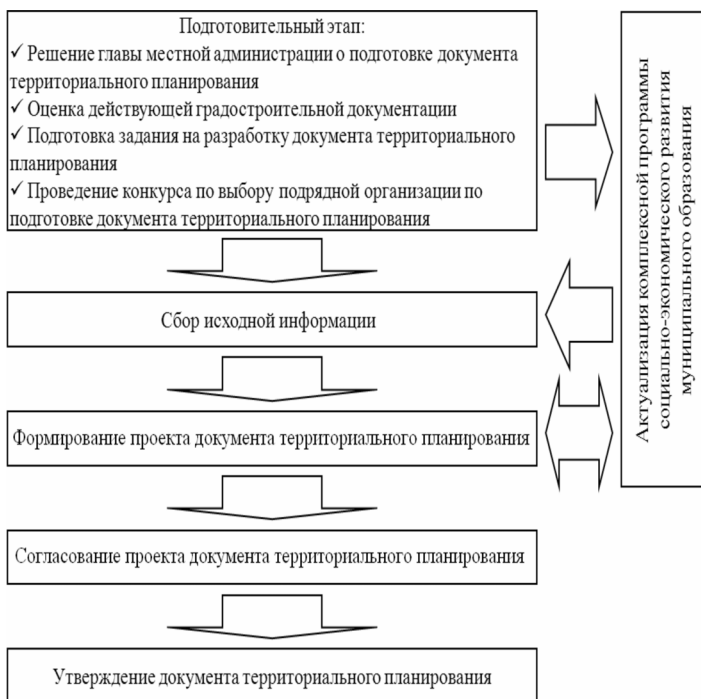 Подготовительный этап:
✓ Решение главы местной администрации о подготовке документа
территориального планирования
✓ Оценка действующей градостроительной документации
✓ Подготовка задания на разработку документа территориального
планирования
✓ Проведение конкурса по выбору подрядной организации по
подготовке документа территориального планирования
Сбор исходной информации
Формирование проекта документа территориального планирования
Согласование проекта документа территориального планирования
Утверждение документа территориального планирования
Актуализация комплексной программы
социально-экономического развития
муниципального образования